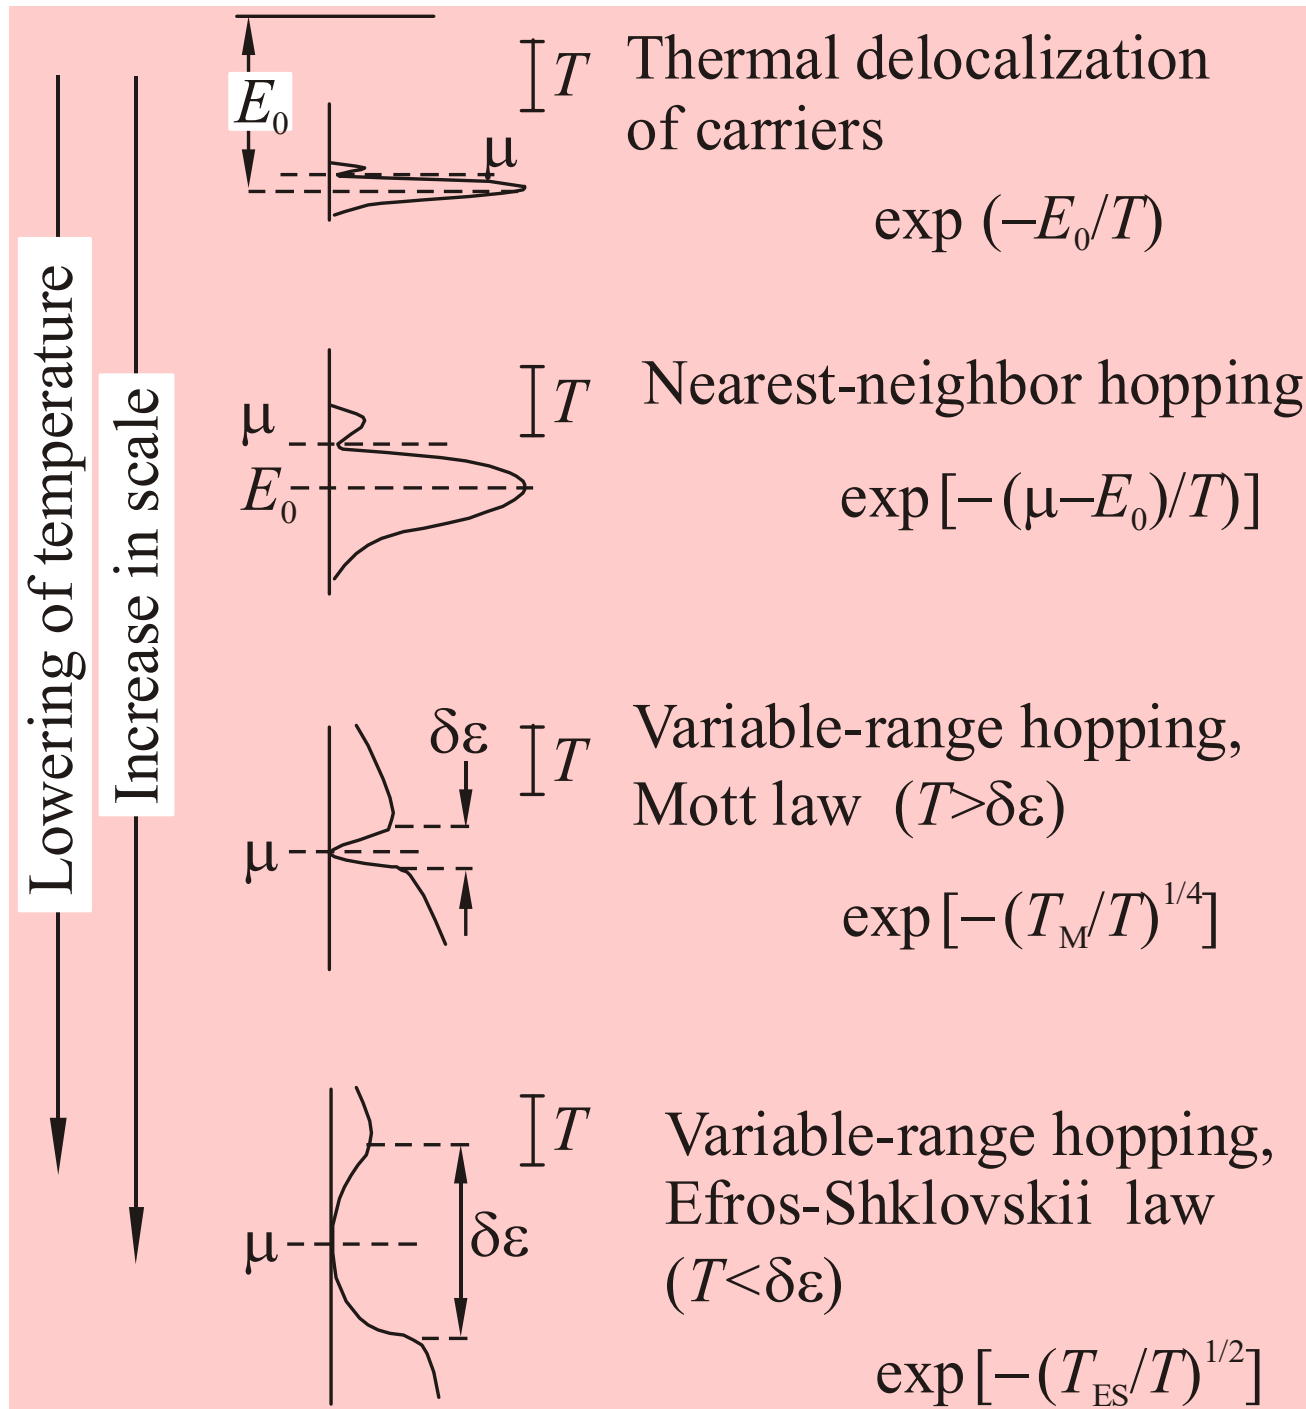 Lowering of temperature
Increase in scale
E₀
T
μ
Thermal delocalization
of carriers
exp (−E₀/T)
μ
E₀
T
Nearest-neighbor hopping
exp[−(μ−E₀)/T)]
δε
μ
T
Variable-range hopping,
Mott law (T>δε)
exp[−(T_M/T)^1/4]
μ
δε
T
Variable-range hopping,
Efros-Shklovskii law
(T<δε)
exp[−(T_ES/T)^1/2]